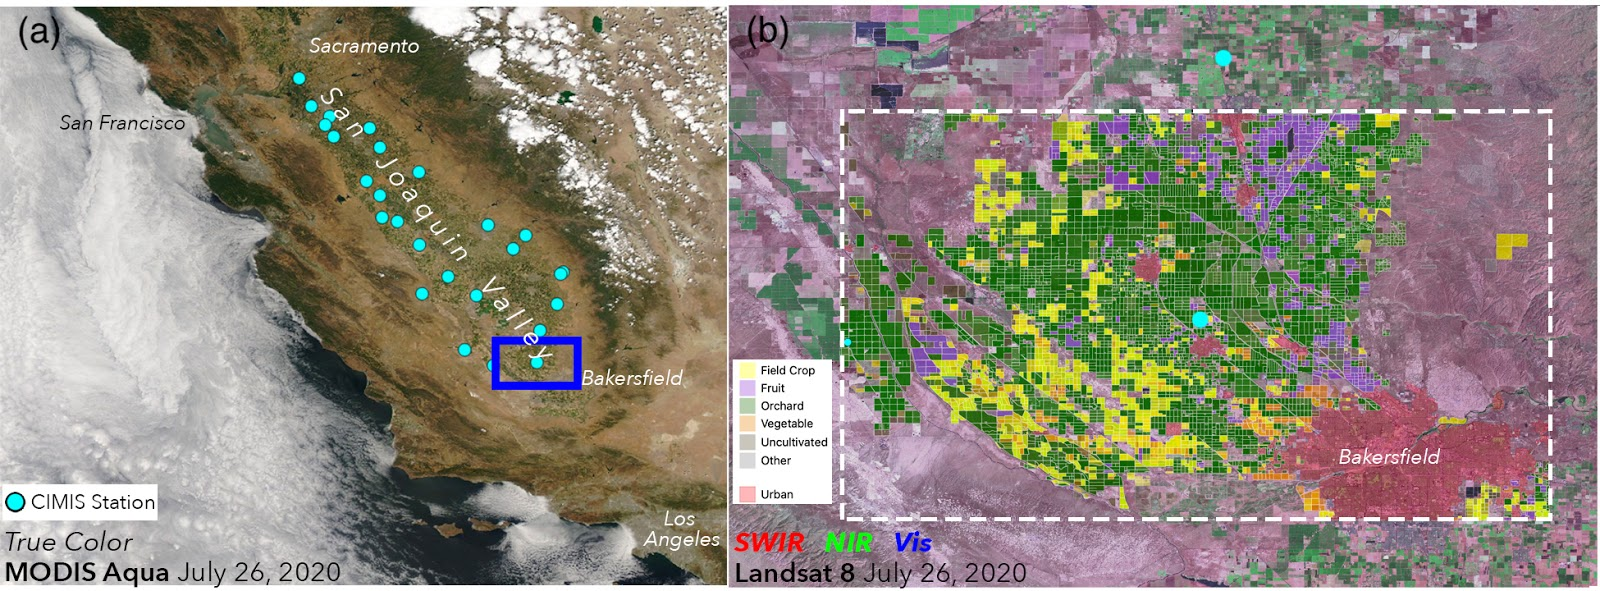 (a)
Sacramento
San Francisco
San Joaquin Valley
Bakersfield
CIMIS Station
Los
Angeles
True Color
MODIS Aqua July 26, 2020
(b)
Field Crop
Fruit
Orchard
Vegetable
Uncultivated
Other
Urban
Bakersfield
SWIR NIR Vis
Landsat 8 July 26, 2020